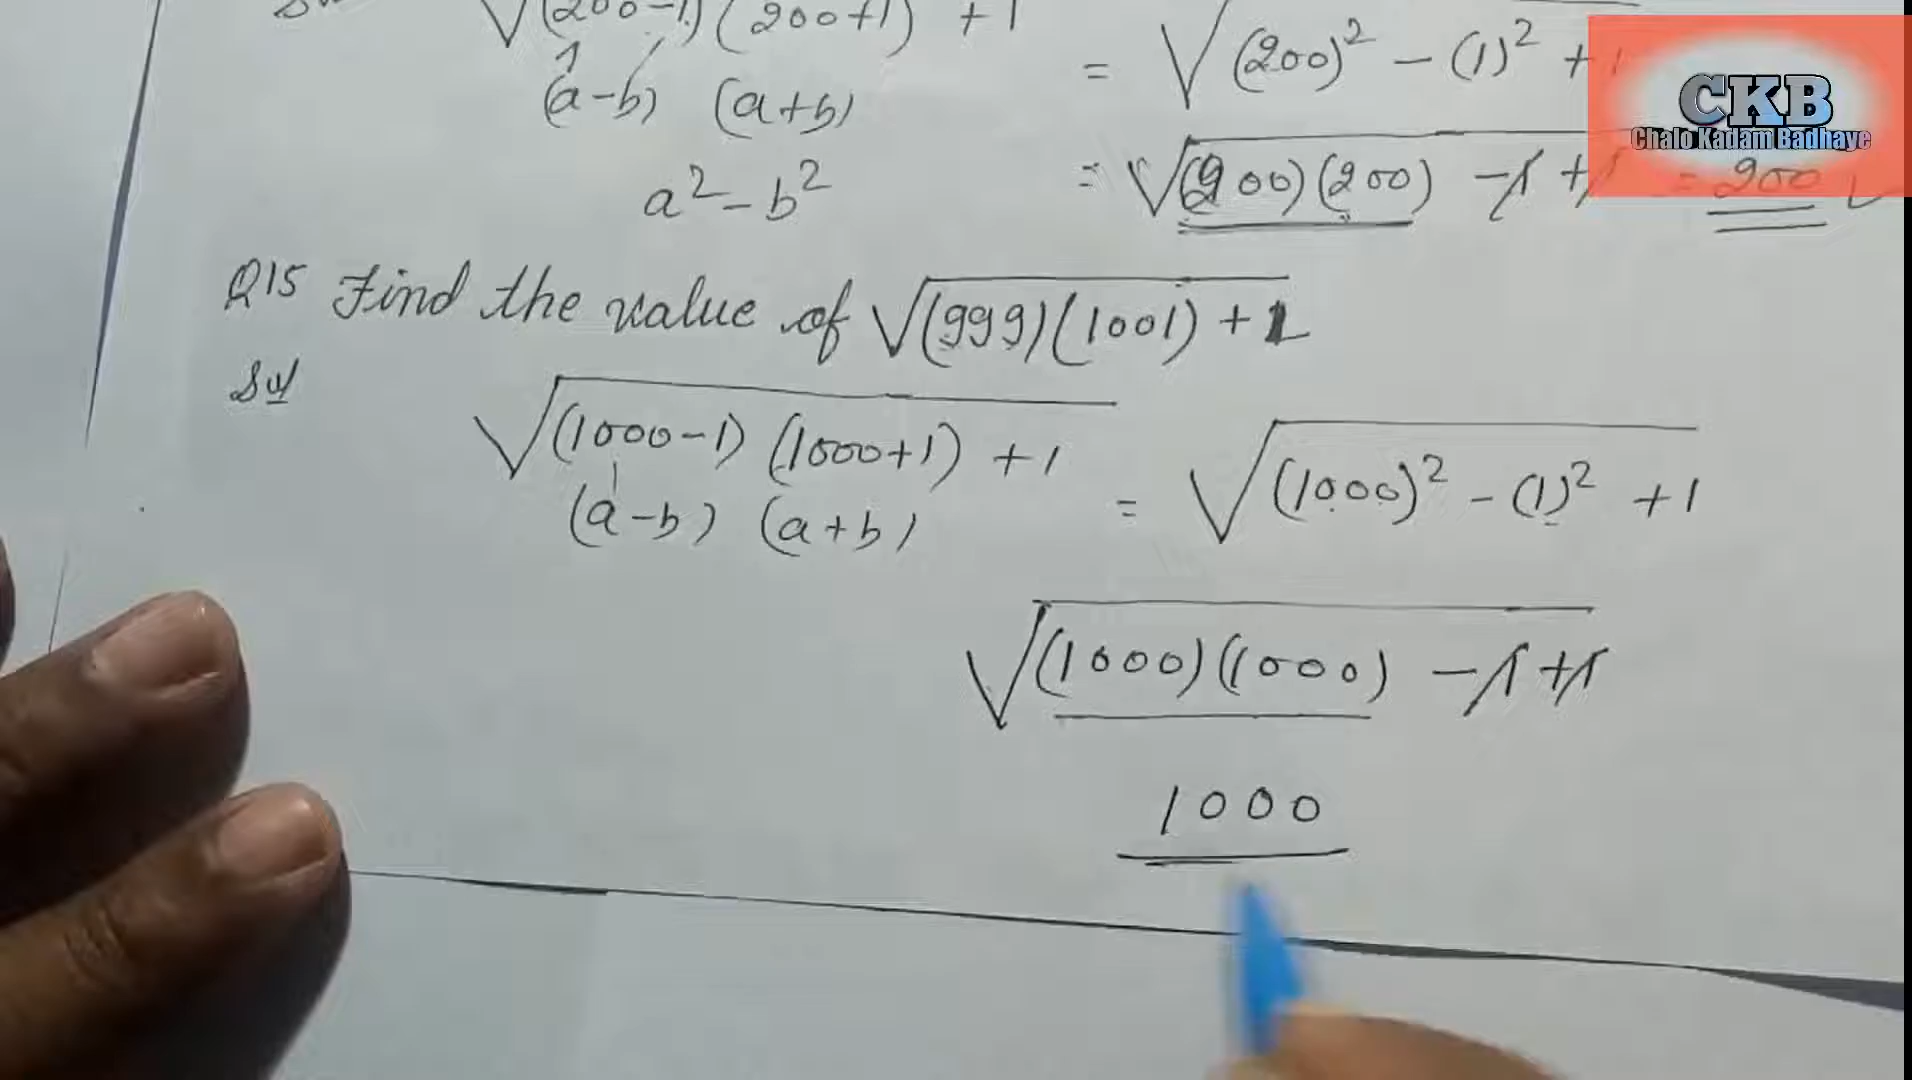 √(200-1)(200+1) +1
= √(200)² - (1)² +1
(a-b) (a+b)
= √(200)(200) -1 +1 = 200
a² - b²
CKB
Chalo Kadam Badhaye
Q15 Find the value of √(999)(1001) + 1
Sol
√(1000-1) (1000+1) +1
= √(1000)² - (1)² +1
(a-b) (a+b)
√(1000)(1000) -1+1
1000